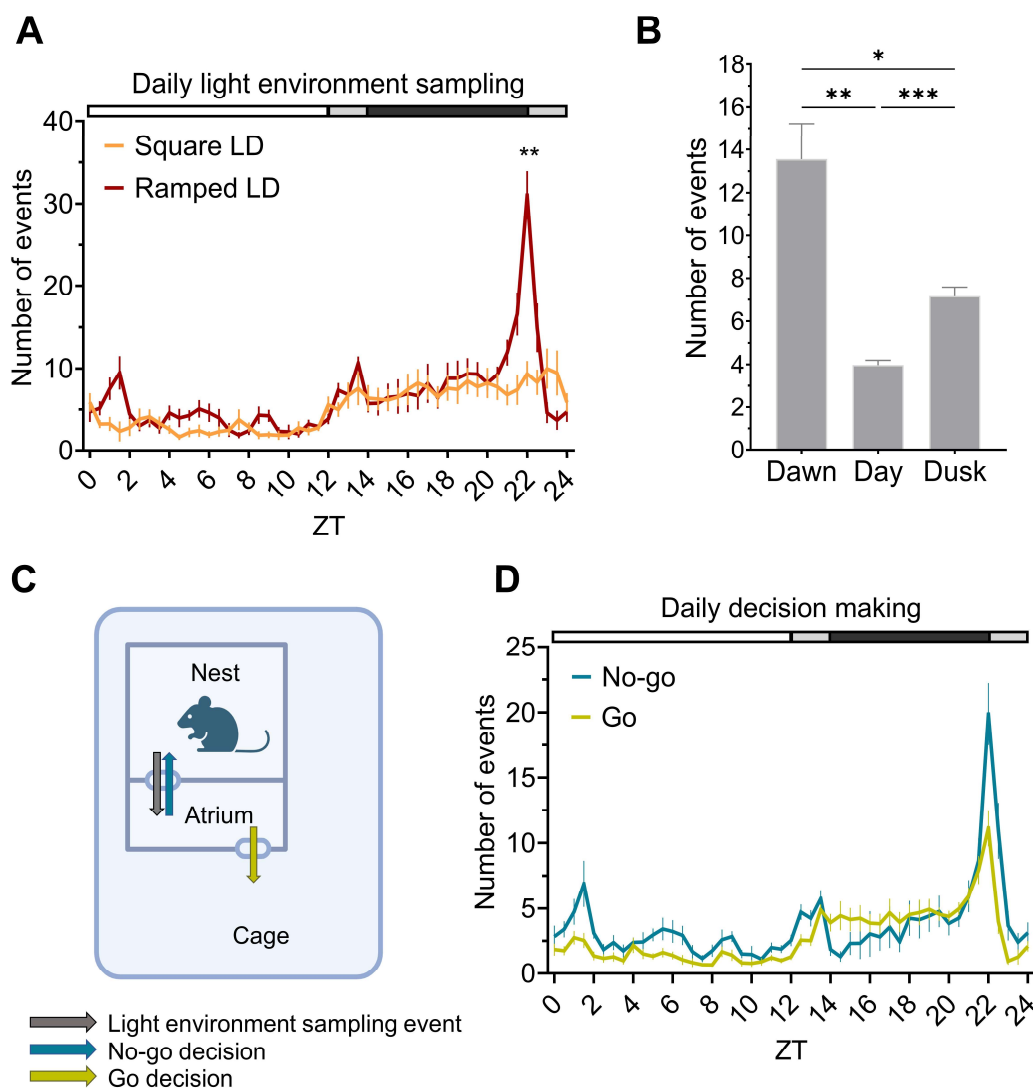 A
Daily light environment sampling
Square LD
Ramped LD
**
Number of events
40
30
20
10
0
0 2 4 6 8 10 12 14 16 18 20 22 24
ZT
B
Number of events
18
16
14
12
10
8
6
4
2
0
*
** ***
Dawn Day Dusk
C
Nest
Atrium
Cage
Light environment sampling event
No-go decision
Go decision
D
Daily decision making
No-go
Go
Number of events
25
20
15
10
5
0
0 2 4 6 8 10 12 14 16 18 20 22 24
ZT